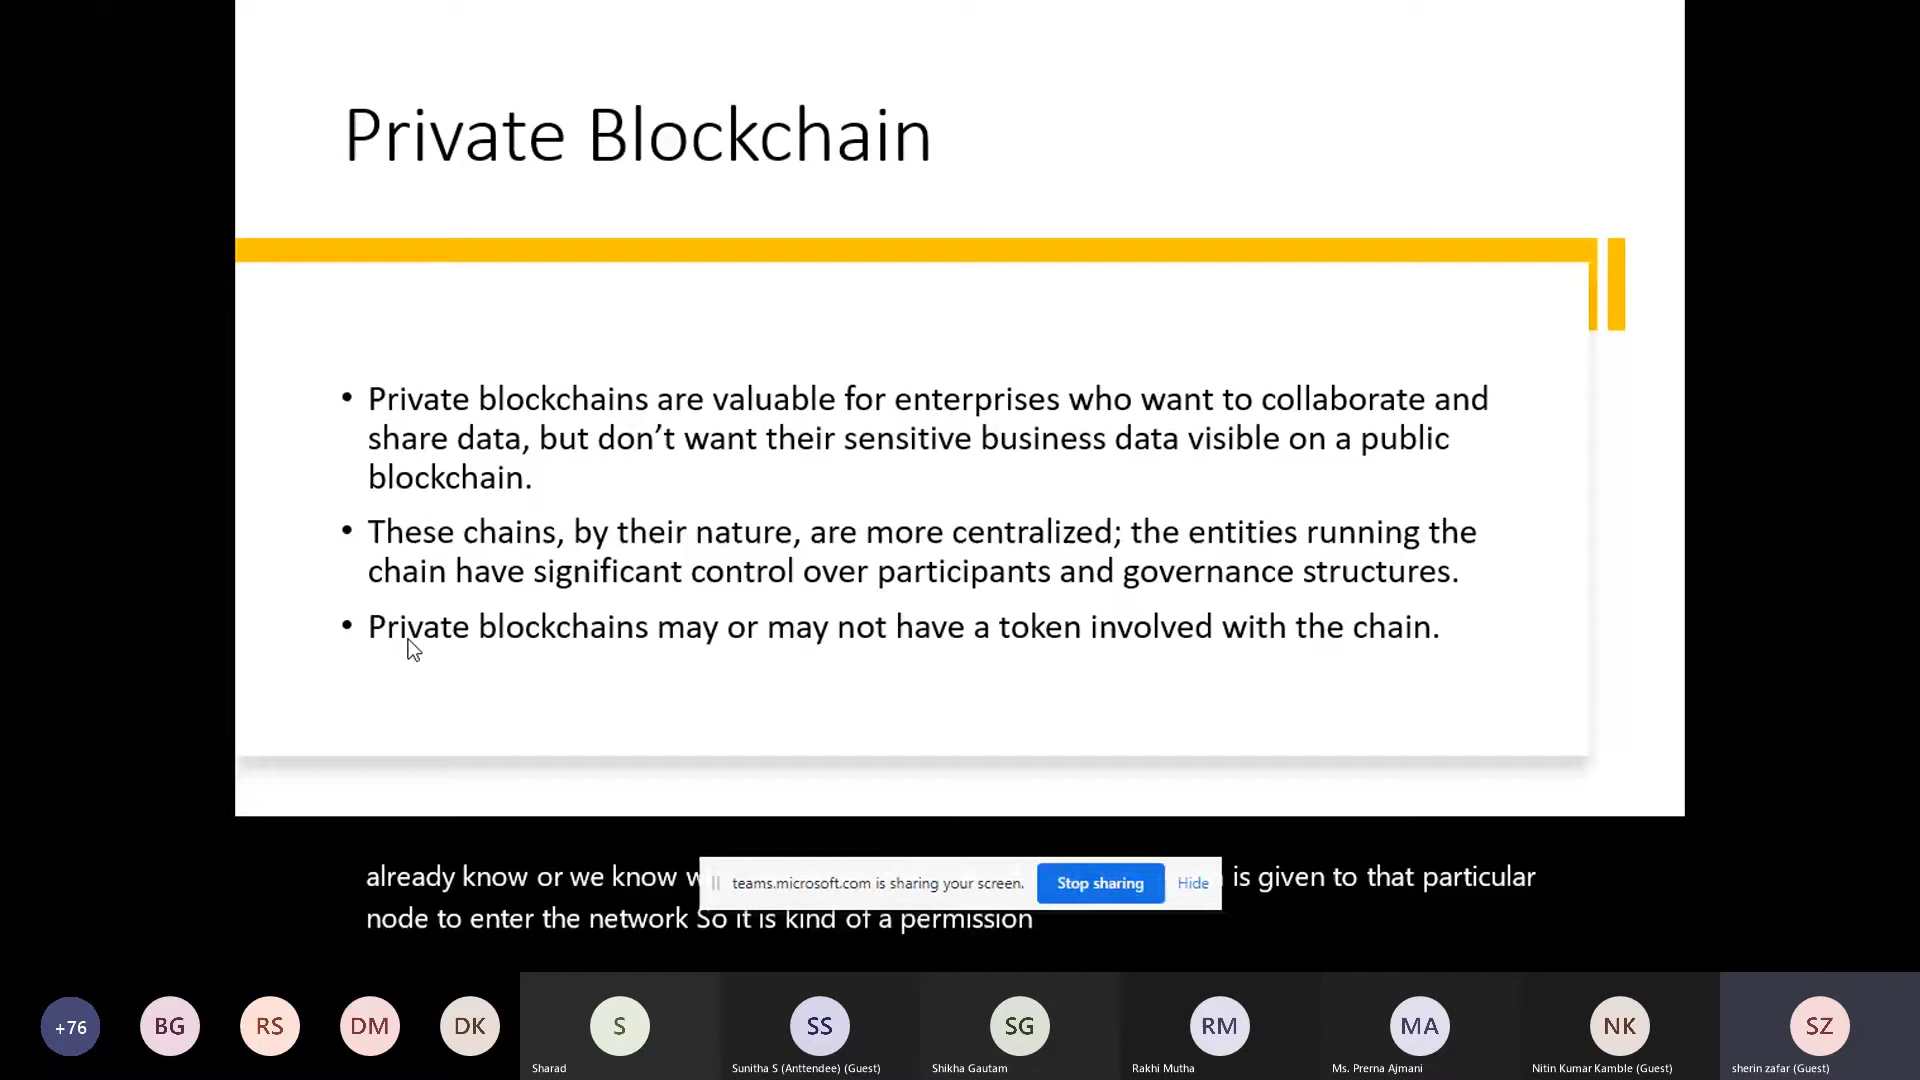 Private Blockchain
• Private blockchains are valuable for enterprises who want to collaborate and
share data, but don’t want their sensitive business data visible on a public
blockchain.
• These chains, by their nature, are more centralized; the entities running the
chain have significant control over participants and governance structures.
• Private blockchains may or may not have a token involved with the chain.
already know or we know is given to that particular
teams.microsoft.com is sharing your screen. Stop sharing Hide
node to enter the network So it is kind of a permission
+76 BG RS DM DK S SS SG RM MA NK SZ
Sharad Sunitha S (Anttendee) (Guest) Shikha Gautam Rakhi Mutha Ms. Prerna Ajmani Nitin Kumar Kamble (Guest) sherin zafar (Guest)